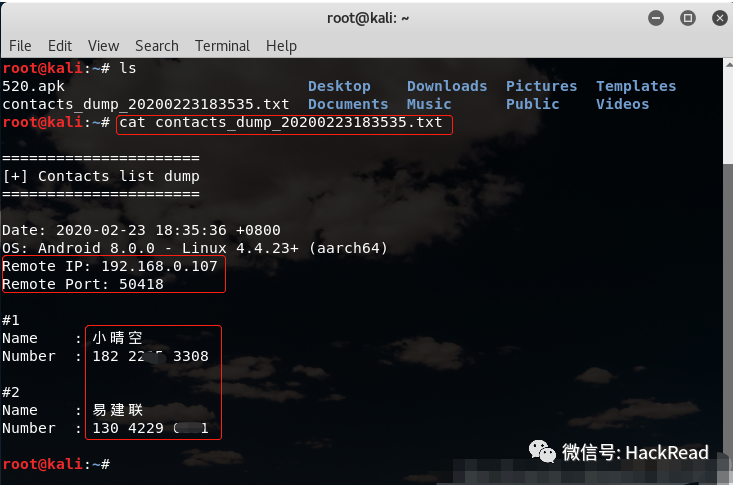 root@kali: ~
File Edit View Search Terminal Help
root@kali:~# ls
520.apk Desktop Downloads Pictures Templates
contacts_dump_20200223183535.txt Documents Music Public Videos
root@kali:~# cat contacts_dump_20200223183535.txt
======================
[+] Contacts list dump
======================
Date: 2020-02-23 18:35:36 +0800
OS: Android 8.0.0 - Linux 4.4.23+ (aarch64)
Remote IP: 192.168.0.107
Remote Port: 50418
#1
Name : 小晴空
Number : 182 3308
#2
Name : 易建联
Number : 130 4229
root@kali:~#
微信号: HackRead